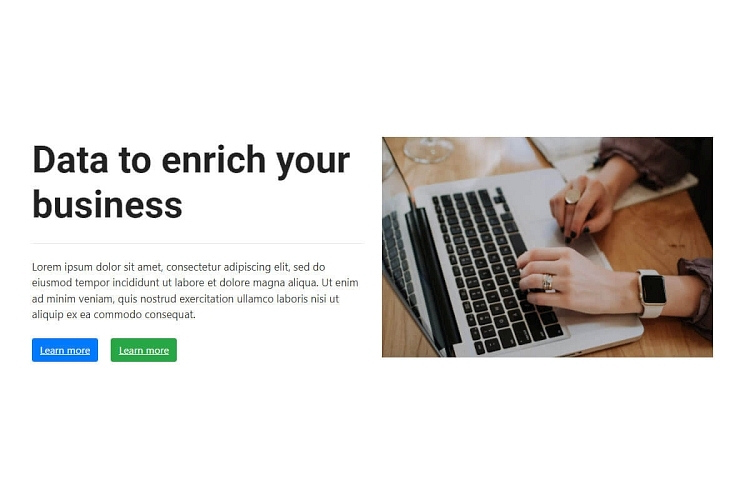 Data to enrich your
business
Lorem ipsum dolor sit amet, consectetur adipiscing elit, sed do
eiusmod tempor incididunt ut labore et dolore magna aliqua. Ut enim
ad minim veniam, quis nostrud exercitation ullamco laboris nisi ut
aliquip ex ea commodo consequat.
Learn more
Learn more